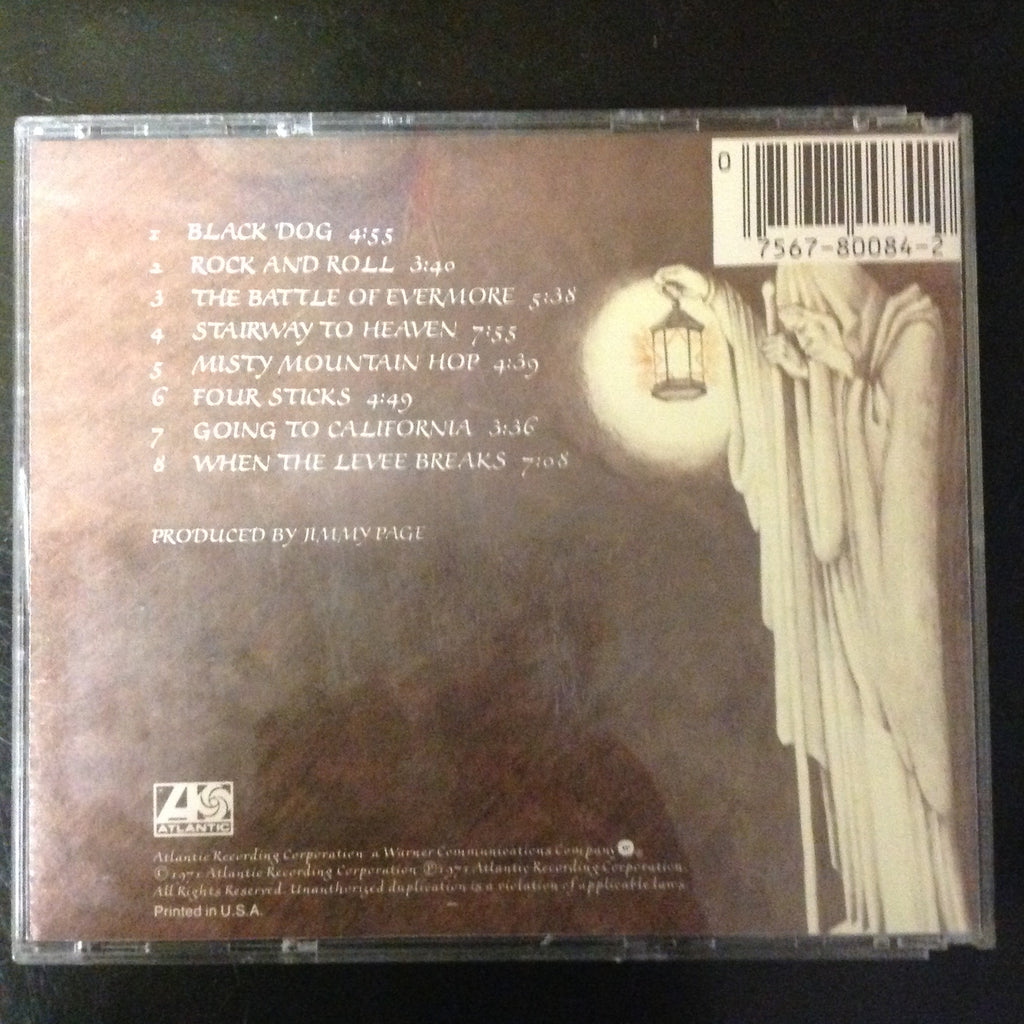 0
7567-80084-2
1 BLACK DOG 4:55
2 ROCK AND ROLL 3:40
3 THE BATTLE OF EVERMORE 5:38
4 STAIRWAY TO HEAVEN 7:55
5 MISTY MOUNTAIN HOP 4:39
6 FOUR STICKS 4:49
7 GOING TO CALIFORNIA 3:36
8 WHEN THE LEVEE BREAKS 7:08
PRODUCED BY JIMMY PAGE
ATLANTIC
Atlantic Recording Corporation a Warner Communications Company
© 1971 Atlantic Recording Corporation ℗ 1971 Atlantic Recording Corporation
All Rights Reserved. Unauthorised duplication is a violation of applicable laws
Printed in U.S.A.